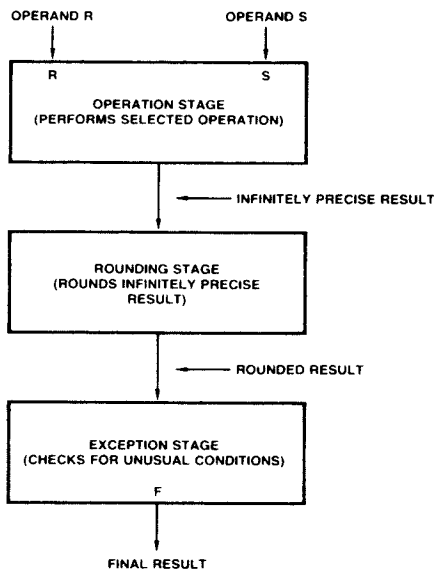 OPERAND R
OPERAND S
R
S
OPERATION STAGE
(PERFORMS SELECTED OPERATION)
INFINITELY PRECISE RESULT
ROUNDING STAGE
(ROUNDS INFINITELY PRECISE
RESULT)
ROUNDED RESULT
EXCEPTION STAGE
(CHECKS FOR UNUSUAL CONDITIONS)
F
FINAL RESULT